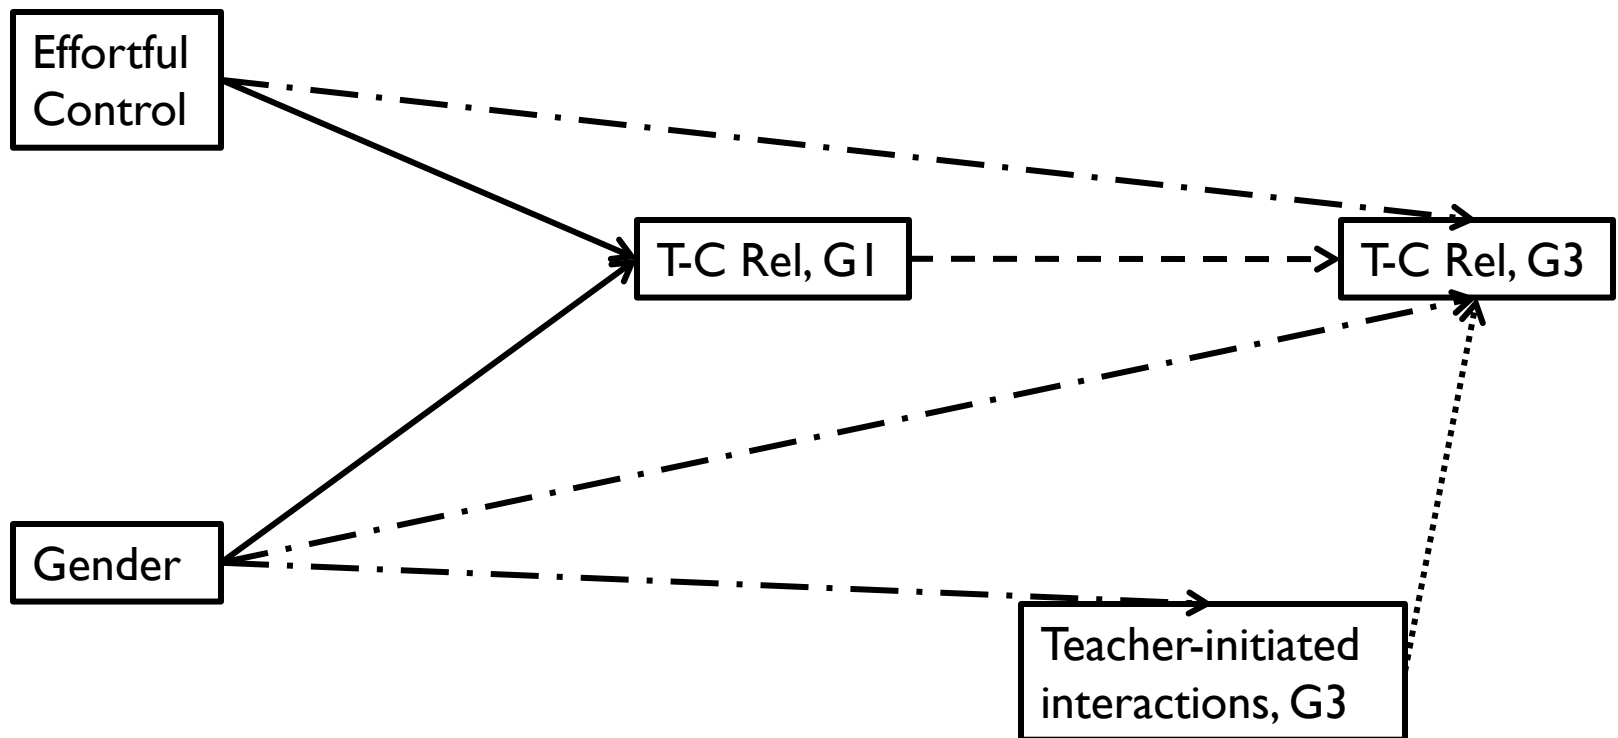 Effortful
Control
T-C Rel, G1
T-C Rel, G3
Gender
Teacher-initiated
interactions, G3